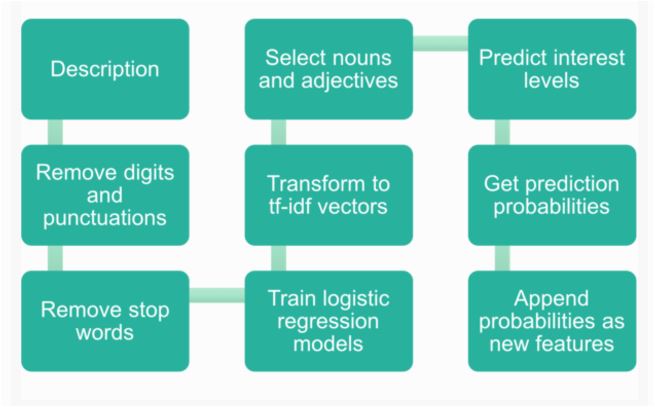 Description
Remove digits
and
punctuations
Remove stop
words
Train logistic
regression
models
Transform to
tf-idf vectors
Select nouns
and adjectives
Predict interest
levels
Get prediction
probabilities
Append
probabilities as
new features